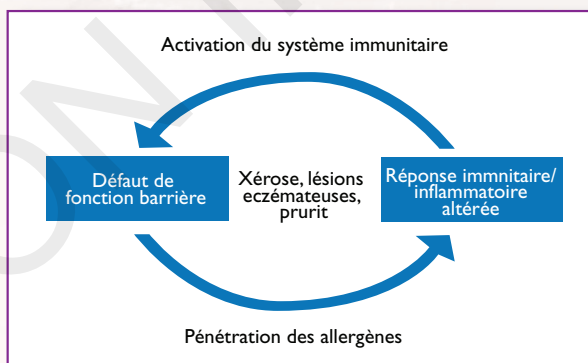 Activation du système immunitaire
Défaut de
fonction barrière
Xérose, lésions
eczémateuses,
prurit
Réponse immnitaire/
inflammatoire
altérée
Pénétration des allergènes